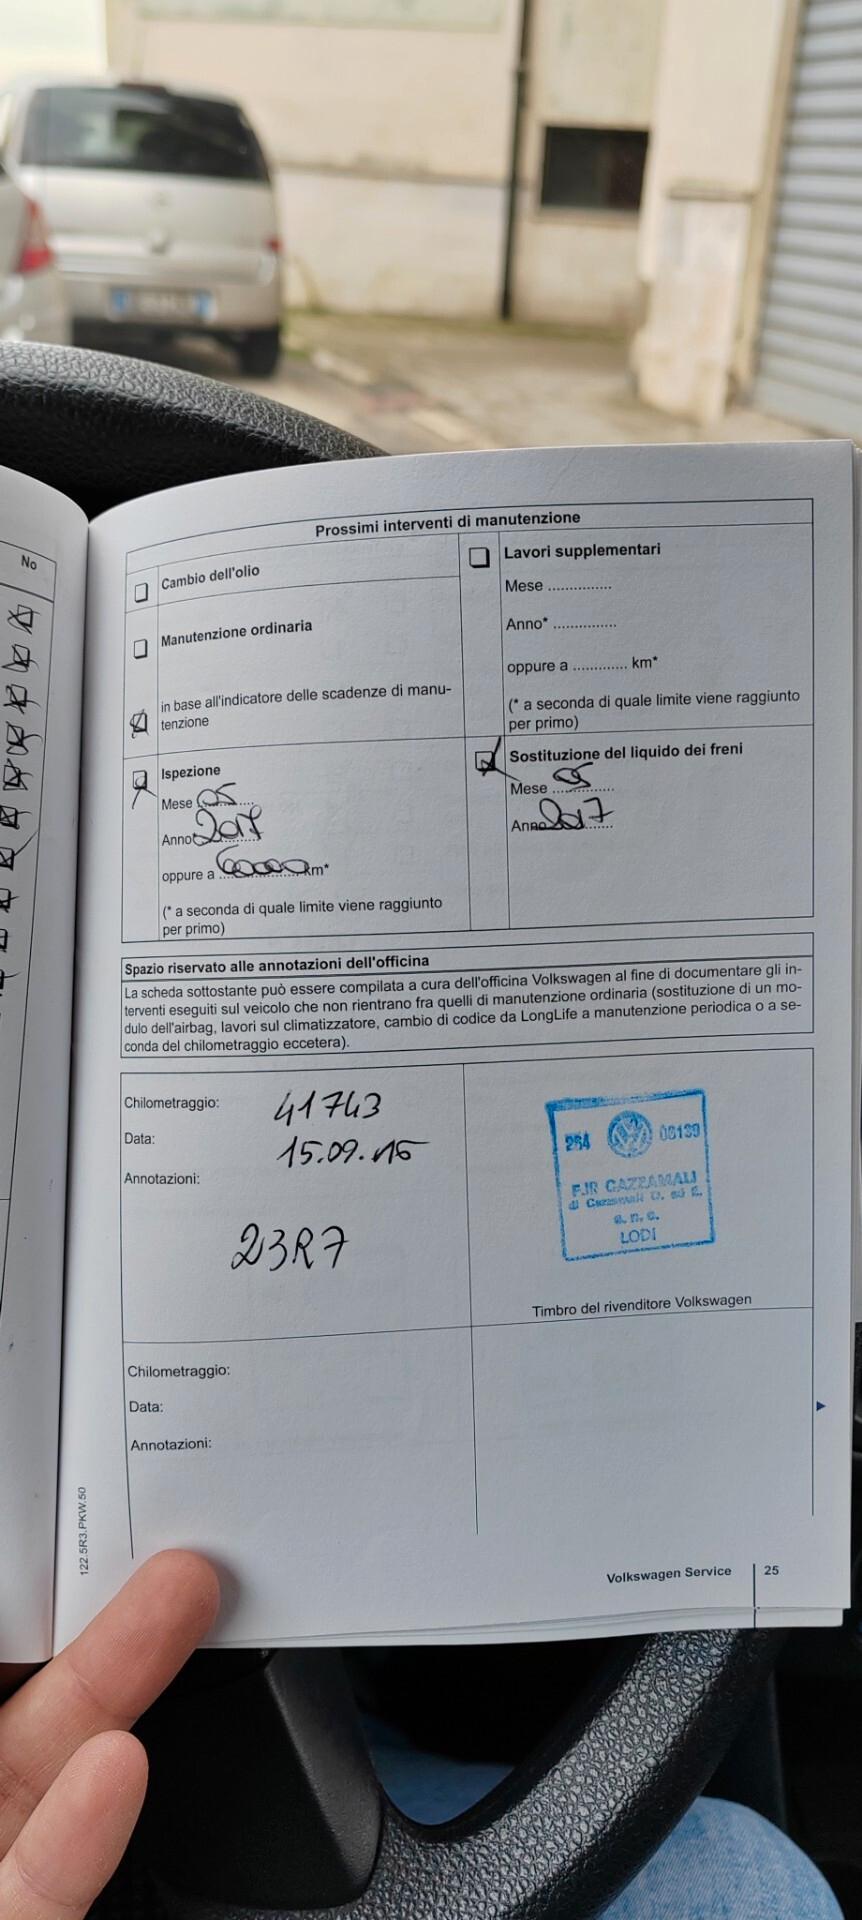 No
Prossimi interventi di manutenzione
Cambio dell'olio
Manutenzione ordinaria
in base all'indicatore delle scadenze di manu-
tenzione
Lavori supplementari
Mese ...............
Anno* ...............
oppure a ............. km*
(* a seconda di quale limite viene raggiunto
per primo)
Ispezione
Mese 05
Anno 2017
oppure a 60000 km*
(* a seconda di quale limite viene raggiunto
per primo)
Sostituzione del liquido dei freni
Mese 05
Anno 2017
Spazio riservato alle annotazioni dell'officina
La scheda sottostante può essere compilata a cura dell'officina Volkswagen al fine di documentare gli in-
terventi eseguiti sul veicolo che non rientrano fra quelli di manutenzione ordinaria (sostituzione di un mo-
dulo dell'airbag, lavori sul climatizzatore, cambio di codice da LongLife a manutenzione periodica o a se-
conda del chilometraggio eccetera).
Chilometraggio: 41743
Data: 15.09.16
Annotazioni:
23R7
264 08139
F.JR GAZZAMALI
s.n.c.
LODI
Timbro del rivenditore Volkswagen
Chilometraggio:
Data:
Annotazioni:
122.5R3.PKW.50
Volkswagen Service 25